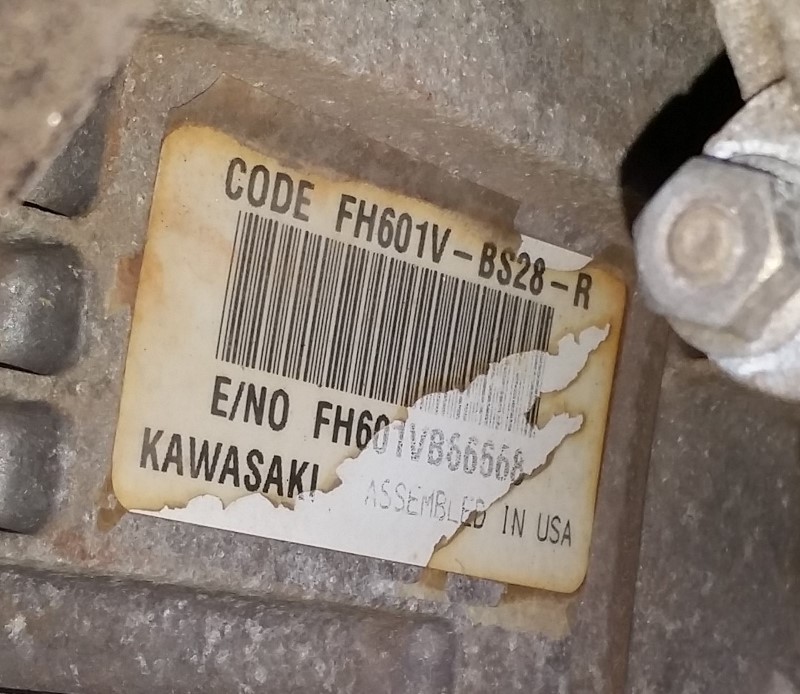 CODE FH601V-BS28-R
E/NO
KAWASAKI
ASSEMBLED IN USA